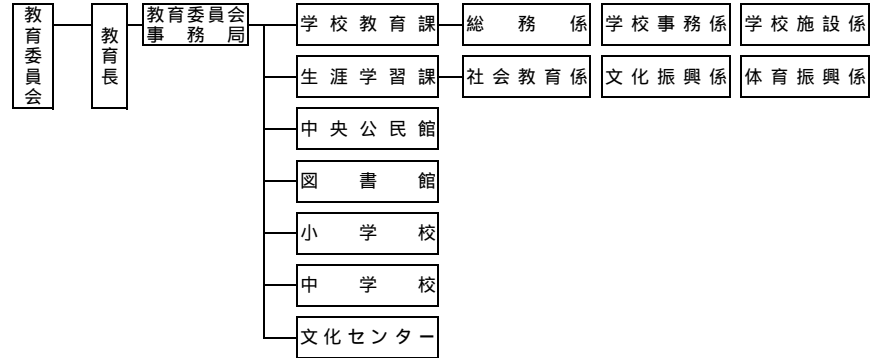 教育委員会
教育長
教育委員会
事務局
学校教育課
総務係
学校事務係
学校施設係
生涯学習課
社会教育係
文化振興係
体育振興係
中央公民館
図書館
小学校
中学校
文化センター